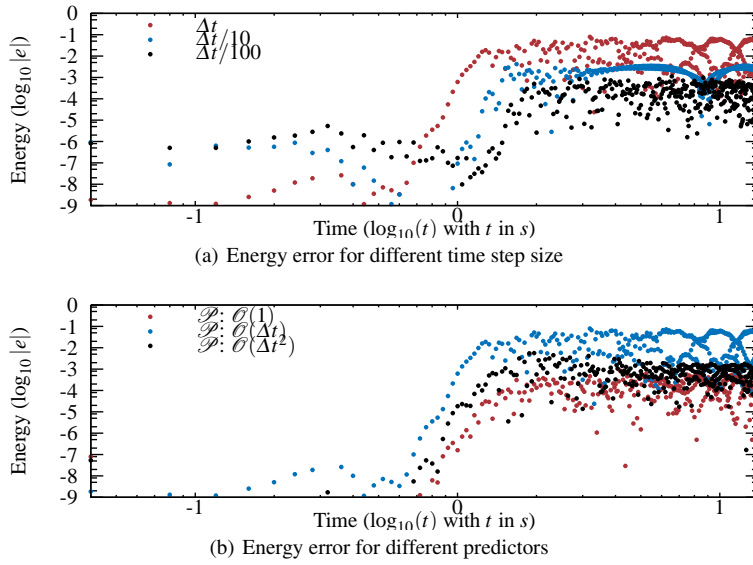 0
-1
-2
-3
-4
-5
-6
-7
-8
-9
Energy (log₁₀ |e|)
Δt
Δt/10
Δt/100
-1
0
1
Time (log₁₀(t) with t in s)
(a) Energy error for different time step size
0
-1
-2
-3
-4
-5
-6
-7
-8
-9
Energy (log₁₀ |e|)
𝒫: 𝒪(1)
𝒫: 𝒪(Δt)
𝒫: 𝒪(Δt²)
-1
0
1
Time (log₁₀(t) with t in s)
(b) Energy error for different predictors